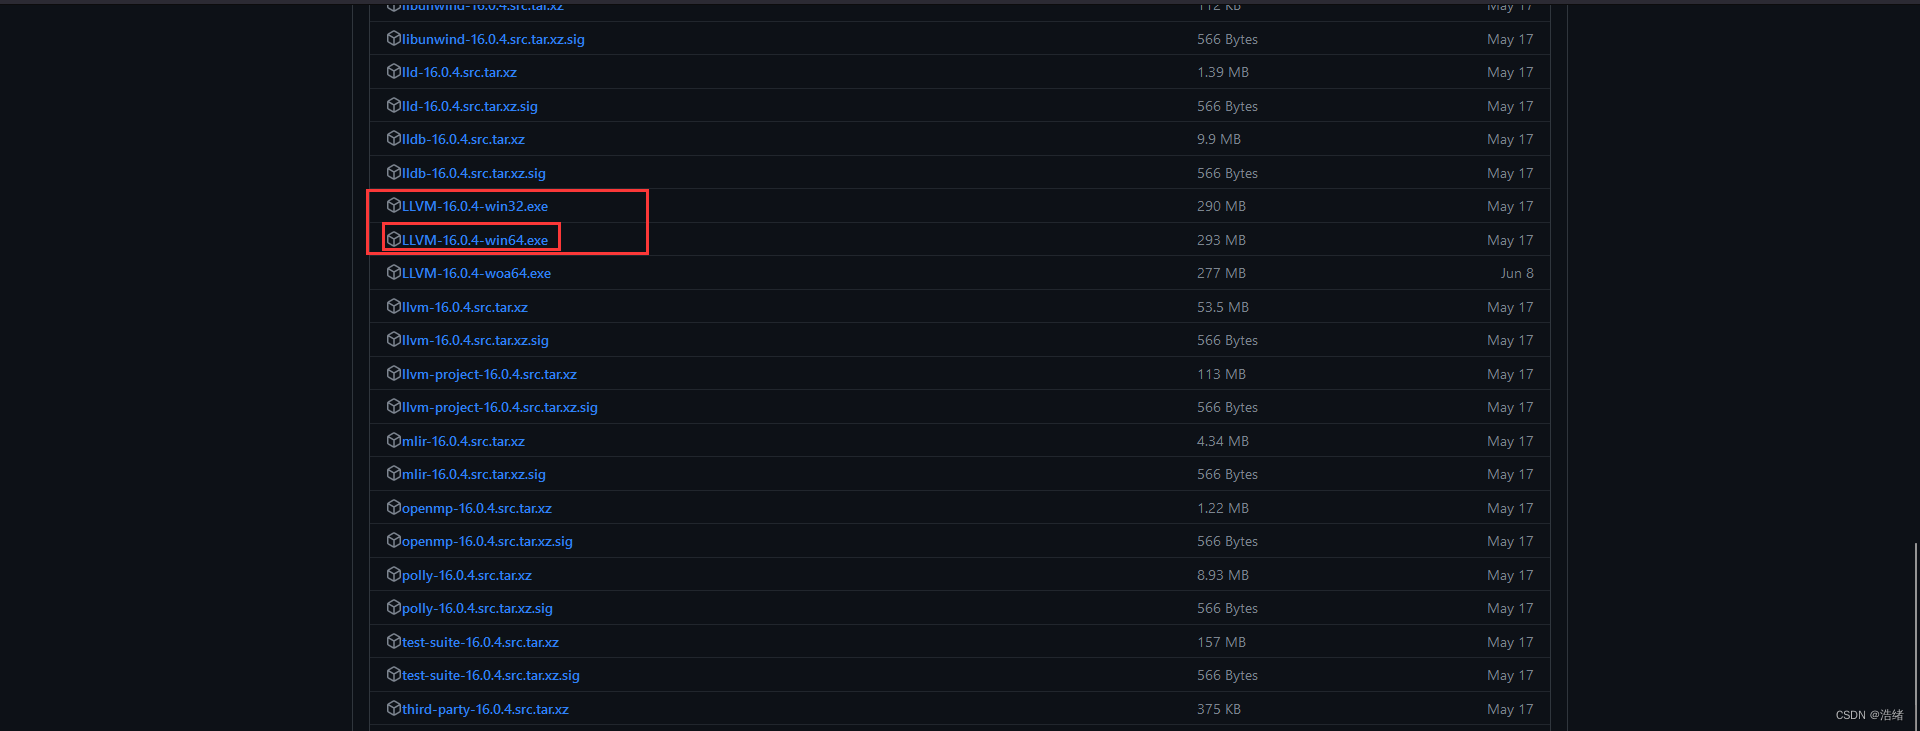 libunwind-16.0.4.src.tar.xz 112 KB May 17
libunwind-16.0.4.src.tar.xz.sig 566 Bytes May 17
lld-16.0.4.src.tar.xz 1.39 MB May 17
lld-16.0.4.src.tar.xz.sig 566 Bytes May 17
lldb-16.0.4.src.tar.xz 9.9 MB May 17
lldb-16.0.4.src.tar.xz.sig 566 Bytes May 17
LLVM-16.0.4-win32.exe 290 MB May 17
LLVM-16.0.4-win64.exe 293 MB May 17
LLVM-16.0.4-woa64.exe 277 MB Jun 8
llvm-16.0.4.src.tar.xz 53.5 MB May 17
llvm-16.0.4.src.tar.xz.sig 566 Bytes May 17
llvm-project-16.0.4.src.tar.xz 113 MB May 17
llvm-project-16.0.4.src.tar.xz.sig 566 Bytes May 17
mlir-16.0.4.src.tar.xz 4.34 MB May 17
mlir-16.0.4.src.tar.xz.sig 566 Bytes May 17
openmp-16.0.4.src.tar.xz 1.22 MB May 17
openmp-16.0.4.src.tar.xz.sig 566 Bytes May 17
polly-16.0.4.src.tar.xz 8.93 MB May 17
polly-16.0.4.src.tar.xz.sig 566 Bytes May 17
test-suite-16.0.4.src.tar.xz 157 MB May 17
test-suite-16.0.4.src.tar.xz.sig 566 Bytes May 17
third-party-16.0.4.src.tar.xz 375 KB May 17
CSDN @浩绪